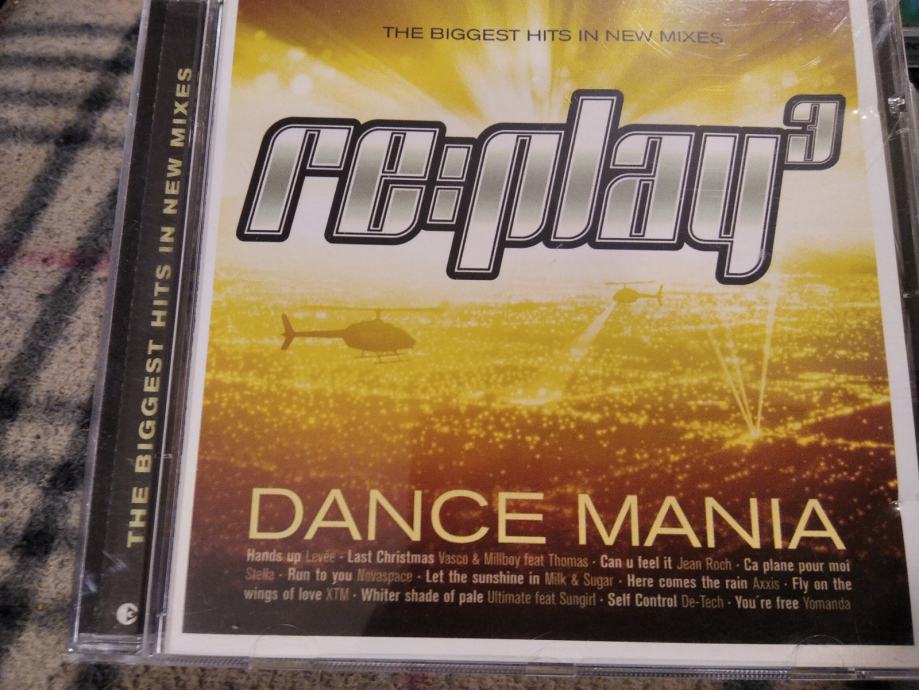 THE BIGGEST HITS IN NEW MIXES
THE BIGGEST HITS IN NEW MIXES
re:play3
DANCE MANIA
Hands up Levée · Last Christmas Vasco & Millboy feat Thomas · Can u feel it Jean Roch · Ca plane pour moi
Stella · Run to you Novaspace · Let the sunshine in Milk & Sugar · Here comes the rain Axxis · Fly on the
wings of love XTM · Whiter shade of pale Ultimate feat Sungirl · Self Control De-Tech · You're free Yomanda